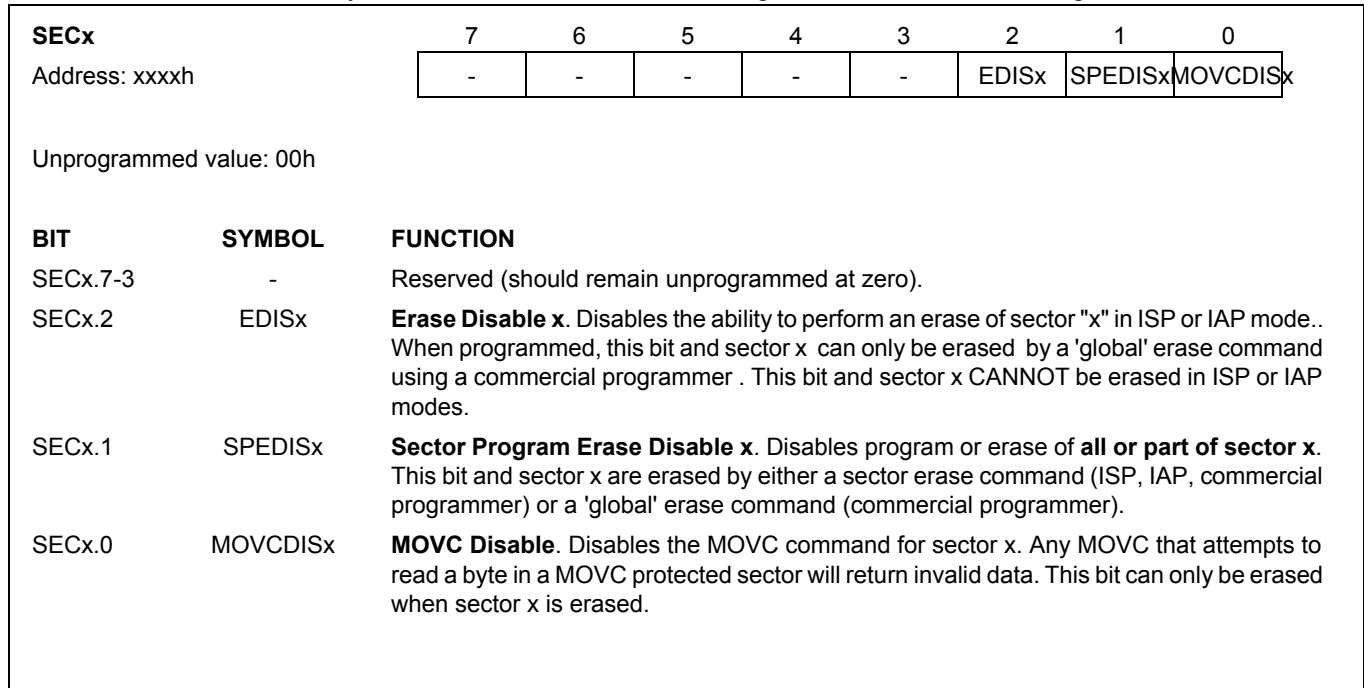 SECx 7 6 5 4 3 2 1 0
Address: xxxxh - - - - - EDISx SPEDISx MOVCDISx
Unprogrammed value: 00h
BIT SYMBOL FUNCTION
SECx.7-3 - Reserved (should remain unprogrammed at zero).
SECx.2 EDISx Erase Disable x. Disables the ability to perform an erase of sector "x" in ISP or IAP mode..
When programmed, this bit and sector x can only be erased by a 'global' erase command
using a commercial programmer . This bit and sector x CANNOT be erased in ISP or IAP
modes.
SECx.1 SPEDISx Sector Program Erase Disable x. Disables program or erase of all or part of sector x.
This bit and sector x are erased by either a sector erase command (ISP, IAP, commercial
programmer) or a 'global' erase command (commercial programmer).
SECx.0 MOVCDISx MOVC Disable. Disables the MOVC command for sector x. Any MOVC that attempts to
read a byte in a MOVC protected sector will return invalid data. This bit can only be erased
when sector x is erased.